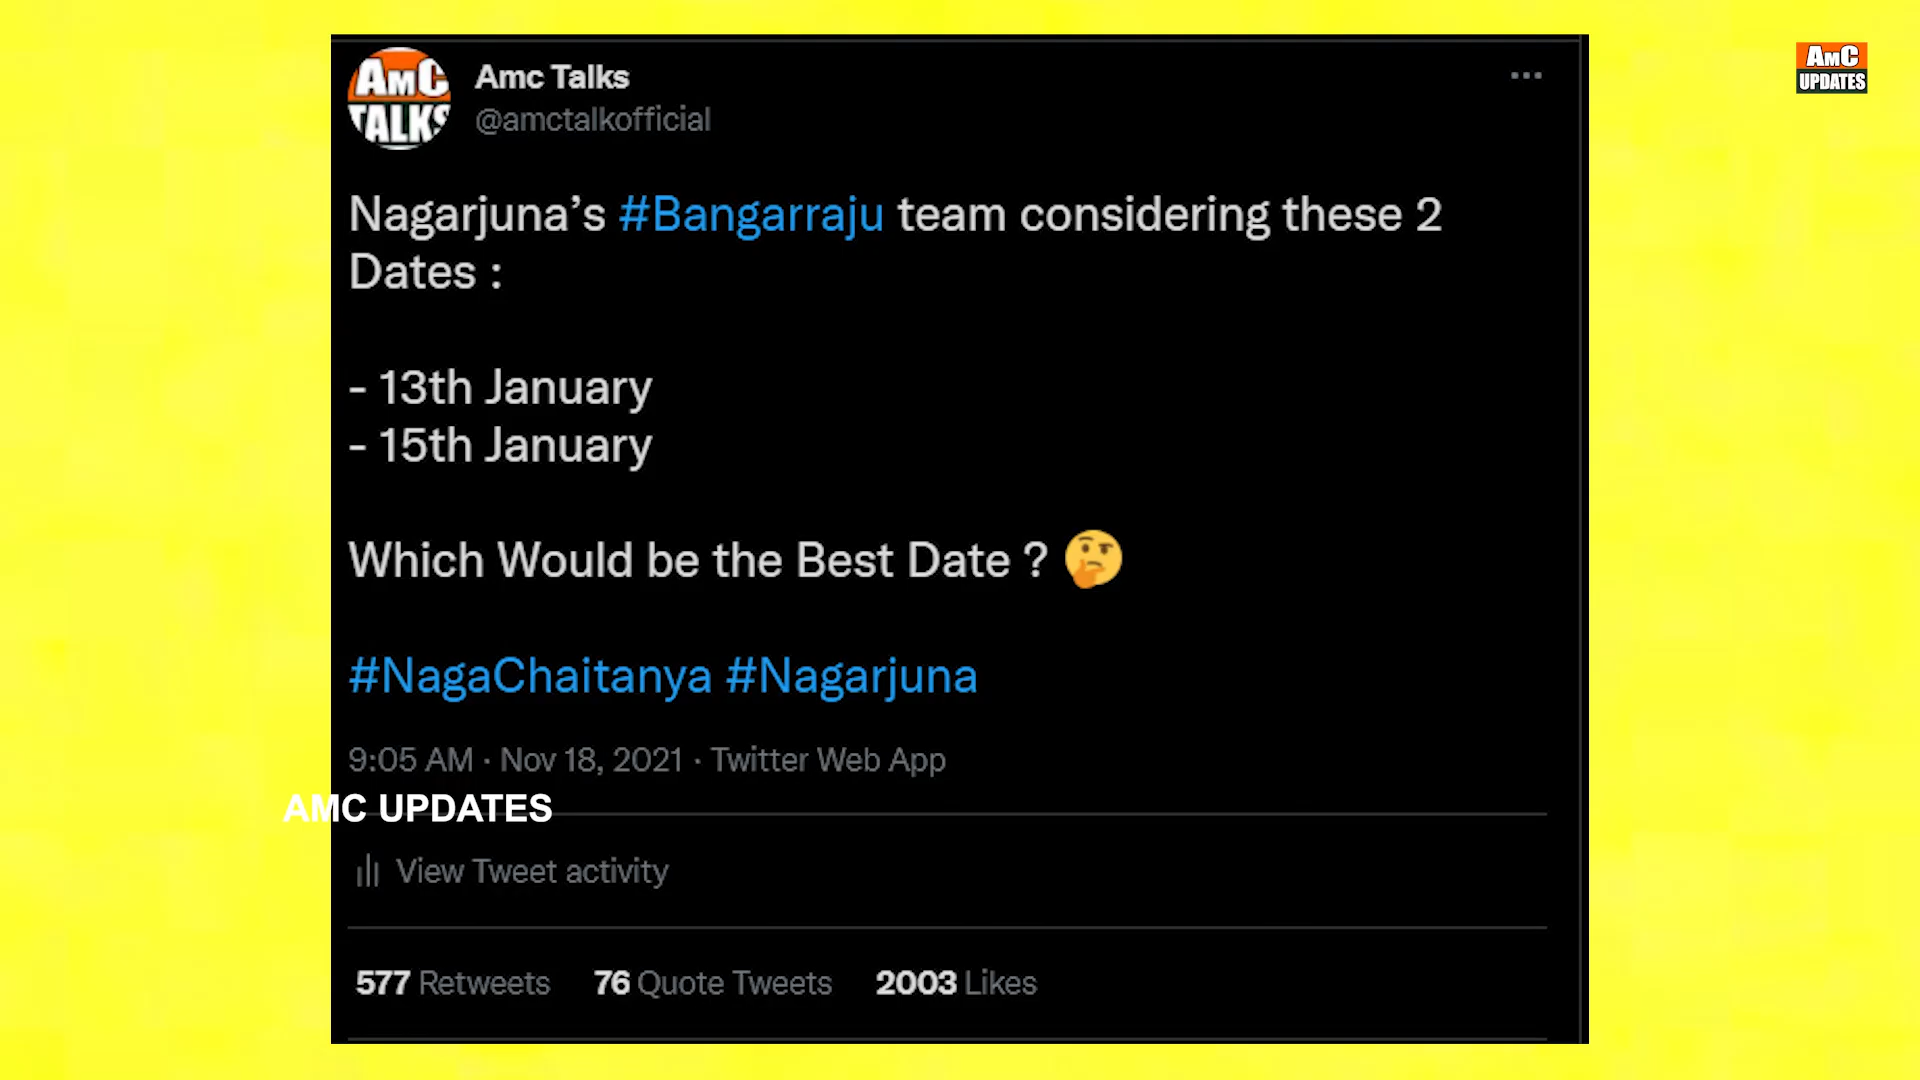 AMC
TALKS
Amc Talks
@amctalkofficial
AMC
UPDATES
Nagarjuna’s #Bangarraju team considering these 2
Dates :
- 13th January
- 15th January
Which Would be the Best Date ? 🤔
#NagaChaitanya #Nagarjuna
9:05 AM · Nov 18, 2021 · Twitter Web App
AMC UPDATES
View Tweet activity
577 Retweets 76 Quote Tweets 2003 Likes